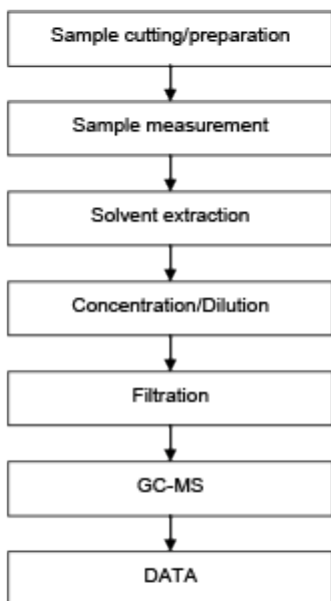 Sample cutting/preparation
Sample measurement
Solvent extraction
Concentration/Dilution
Filtration
GC-MS
DATA